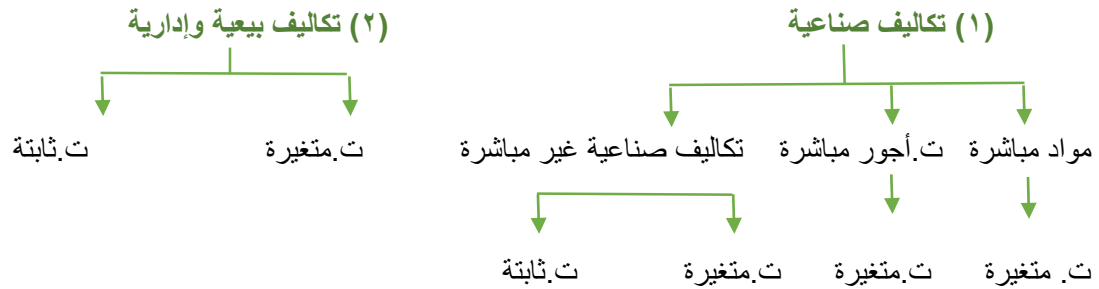 (١) تكاليف صناعية (٢) تكاليف بيعية وإدارية
مواد مباشرة ت.أجور مباشرة تكاليف صناعية غير مباشرة ت.متغيرة ت.ثابتة
ت. متغيرة ت.متغيرة ت.متغيرة ت.ثابتة